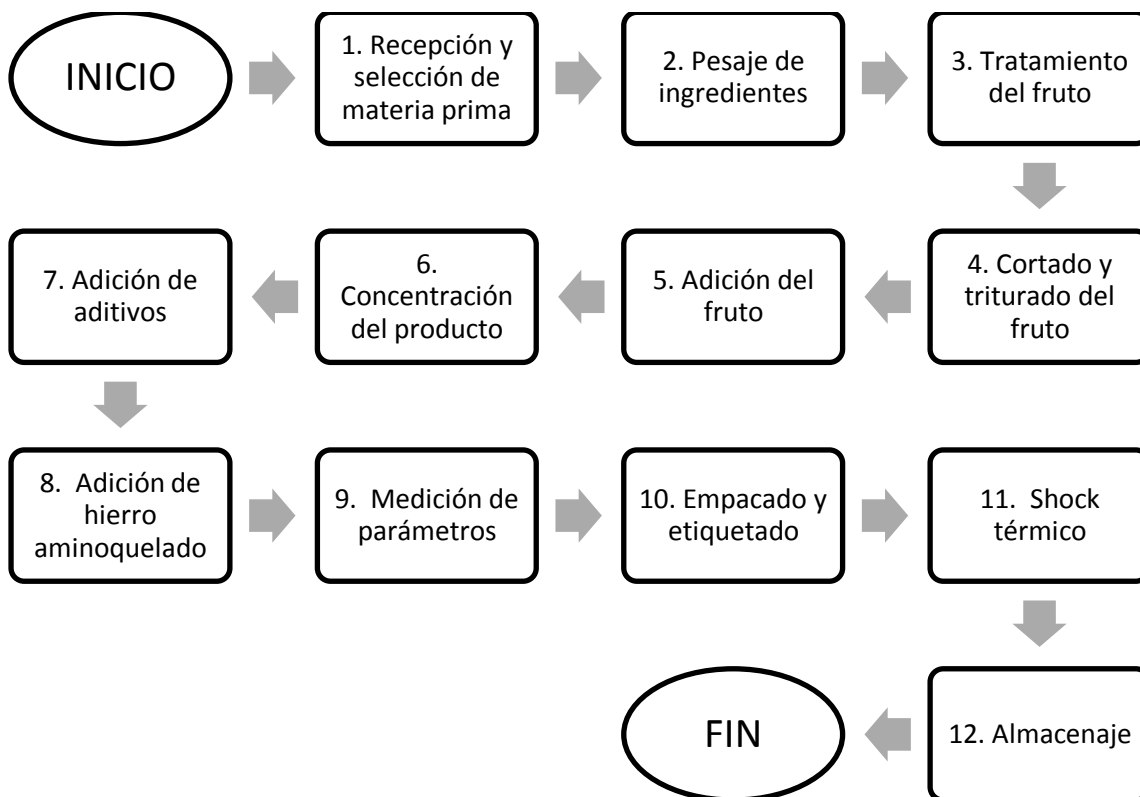 INICIO
1. Recepción y
selección de
materia prima
2. Pesaje de
ingredientes
3. Tratamiento
del fruto
4. Cortado y
triturado del
fruto
5. Adición del
fruto
6.
Concentración
del producto
7. Adición de
aditivos
8. Adición de
hierro
aminoquelado
9. Medición de
parámetros
10. Empacado y
etiquetado
11. Shock
térmico
12. Almacenaje
FIN